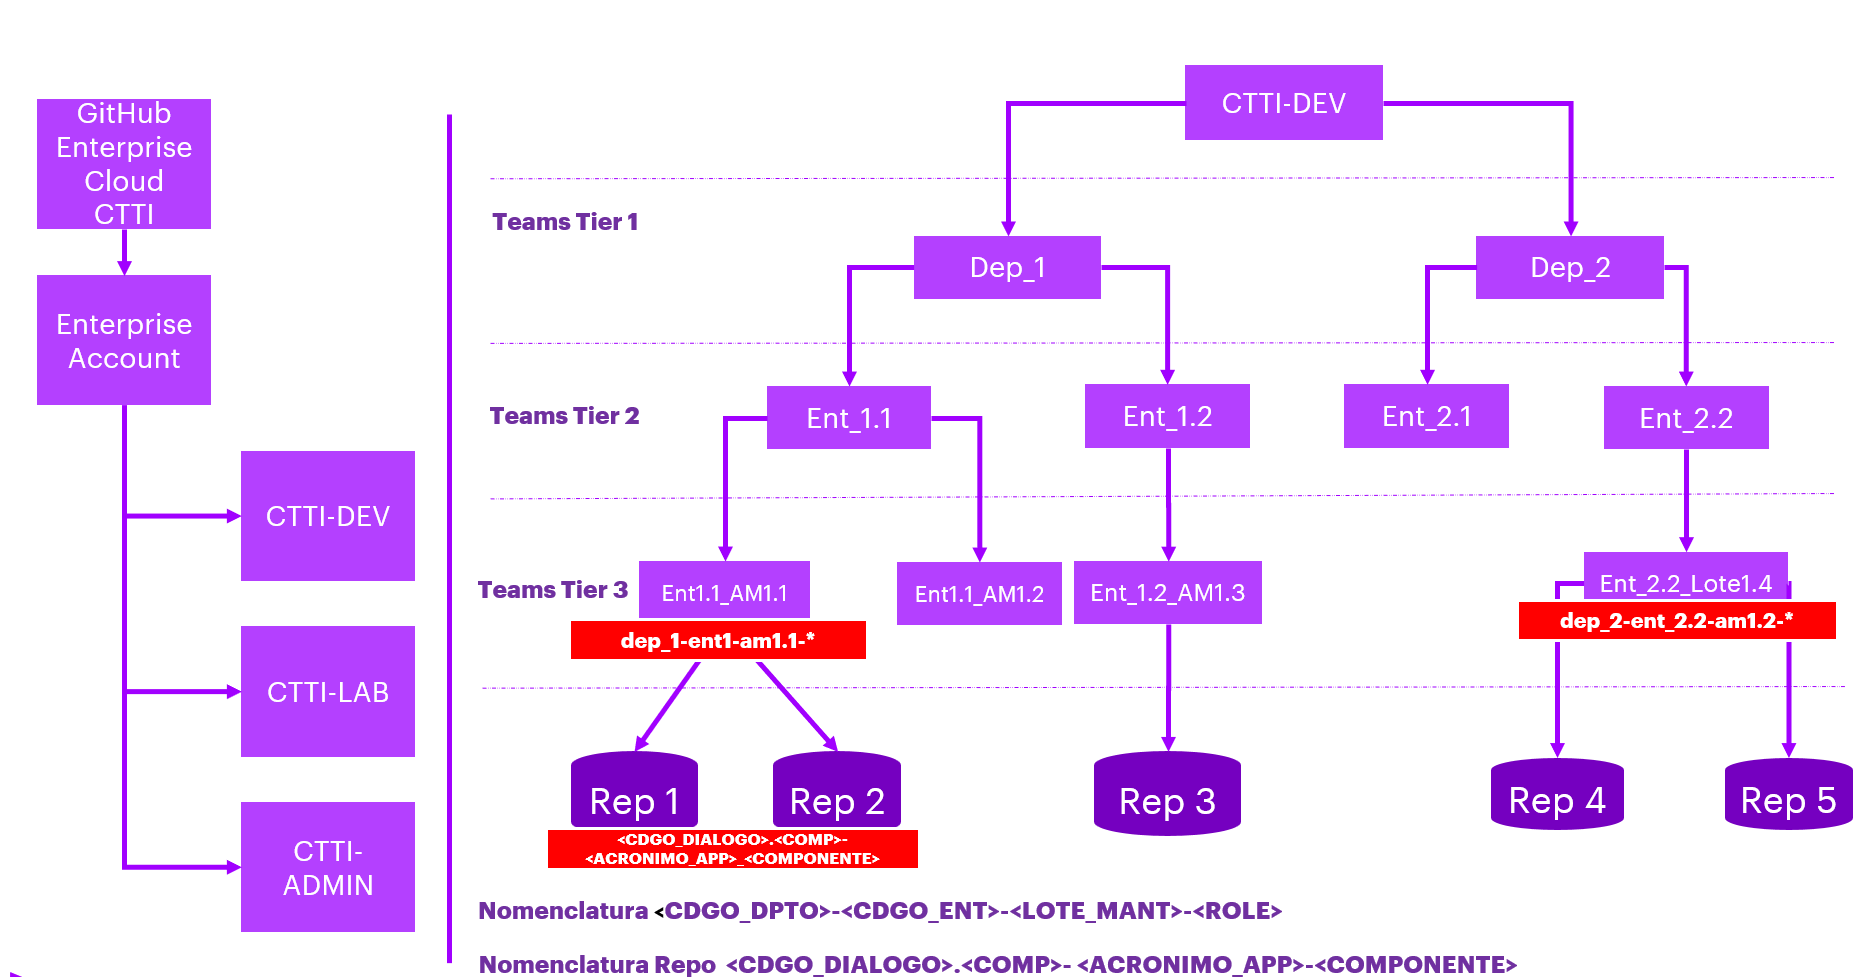 GitHub
Enterprise
Cloud
CTTI
Enterprise
Account
CTTI-DEV
CTTI-LAB
CTTI-
ADMIN
CTTI-DEV
Teams Tier 1
Dep_1
Dep_2
Teams Tier 2
Ent_1.1
Ent_1.2
Ent_2.1
Ent_2.2
Teams Tier 3
Ent1.1_AM1.1
Ent1.1_AM1.2
Ent_1.2_AM1.3
Ent_2.2_Lote1.4
dep_1-ent1-am1.1-*
dep_2-ent_2.2-am1.2-*
Rep 1
Rep 2
Rep 3
Rep 4
Rep 5
<CDGO_DIALOGO>.<COMP>-
<ACRONIMO_APP>_<COMPONENTE>
Nomenclatura <CDGO_DPTO>-<CDGO_ENT>-<LOTE_MANT>-<ROLE>
Nomenclatura Repo <CDGO_DIALOGO>.<COMP>- <ACRONIMO_APP>-<COMPONENTE>